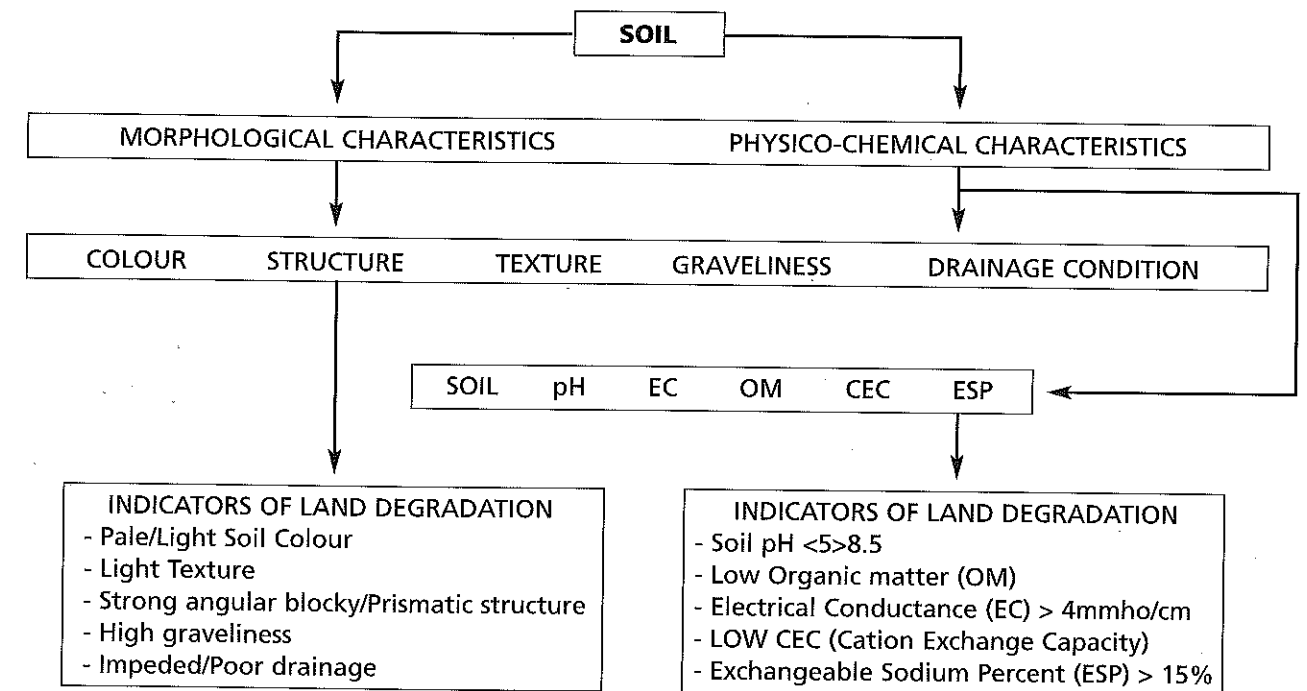 SOIL
MORPHOLOGICAL CHARACTERISTICS PHYSICO-CHEMICAL CHARACTERISTICS
COLOUR STRUCTURE TEXTURE GRAVELINESS DRAINAGE CONDITION
SOIL pH EC OM CEC ESP
INDICATORS OF LAND DEGRADATION
- Pale/Light Soil Colour
- Light Texture
- Strong angular blocky/Prismatic structure
- High graveliness
- Impeded/Poor drainage
INDICATORS OF LAND DEGRADATION
- Soil pH <5>8.5
- Low Organic matter (OM)
- Electrical Conductance (EC) > 4mmho/cm
- LOW CEC (Cation Exchange Capacity)
- Exchangeable Sodium Percent (ESP) > 15%